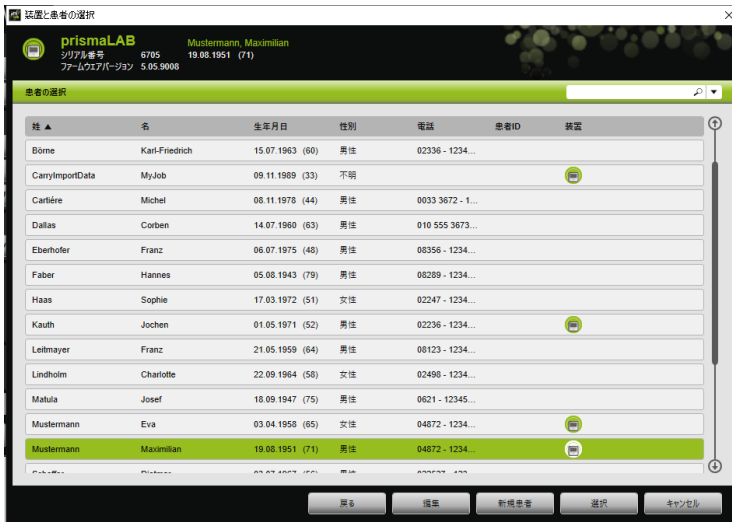 装置と患者の選択
prismaLAB Mustermann, Maximilian
シリアル番号 6705 19.08.1951 (71)
ファームウエアバージョン 5.05.9008
患者の選択
姓 ▲ 名 生年月日 性別 電話 患者ID 装置
Börne Karl-Friedrich 15.07.1963 (60) 男性 02336 - 1234...
CarryImportData MyJob 09.11.1989 (33) 不明
Cartiére Michel 08.11.1978 (44) 男性 0033 3672 - 1...
Dallas Corben 14.07.1960 (63) 男性 010 555 3673...
Eberhofer Franz 06.07.1975 (48) 男性 08356 - 1234...
Faber Hannes 05.08.1943 (79) 男性 08289 - 1234...
Haas Sophie 17.03.1972 (51) 女性 02247 - 1234...
Kauth Jochen 01.05.1971 (52) 男性 02236 - 1234...
Leitmayer Franz 21.05.1959 (64) 男性 08123 - 1234...
Lindholm Charlotte 22.09.1964 (58) 女性 02498 - 1234...
Matula Josef 18.09.1947 (75) 男性 0621 - 12345...
Mustermann Eva 03.04.1958 (65) 女性 04872 - 1234...
Mustermann Maximilian 19.08.1951 (71) 男性 04872 - 1234...
戻る 編集 新規患者 選択 キャンセル